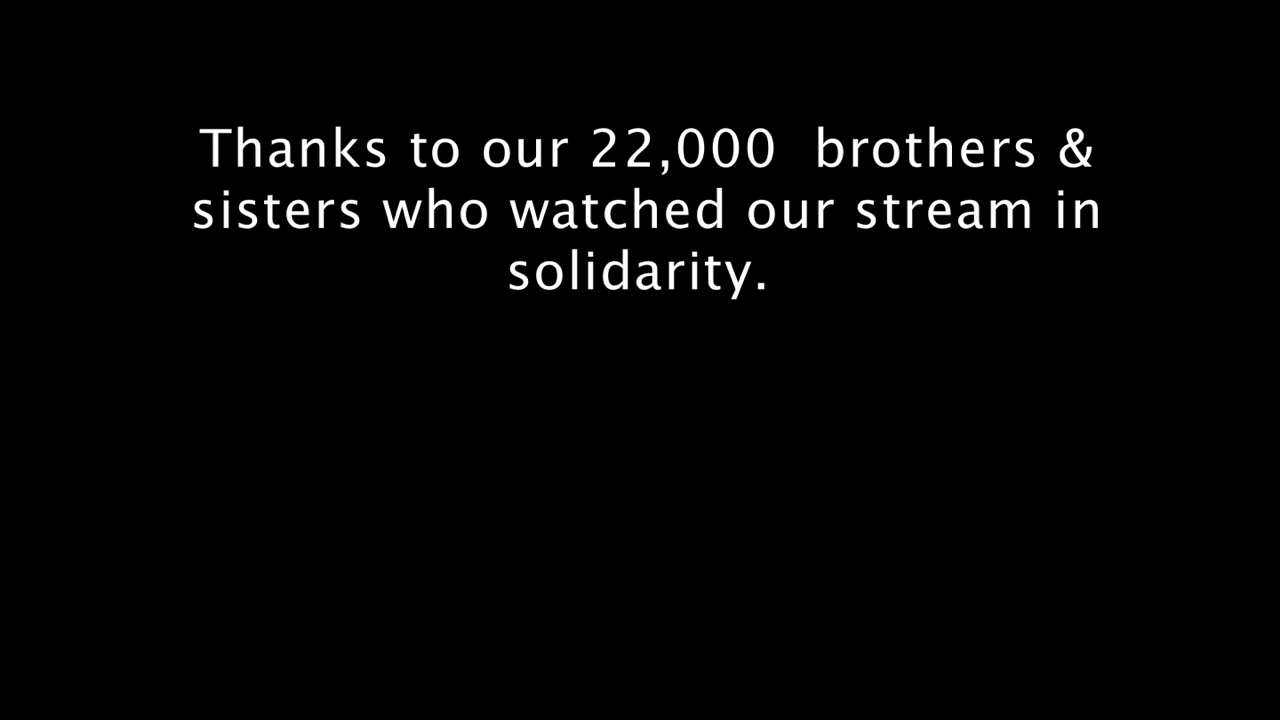 Thanks to our 22,000  brothers &
sisters who watched our stream in
solidarity.